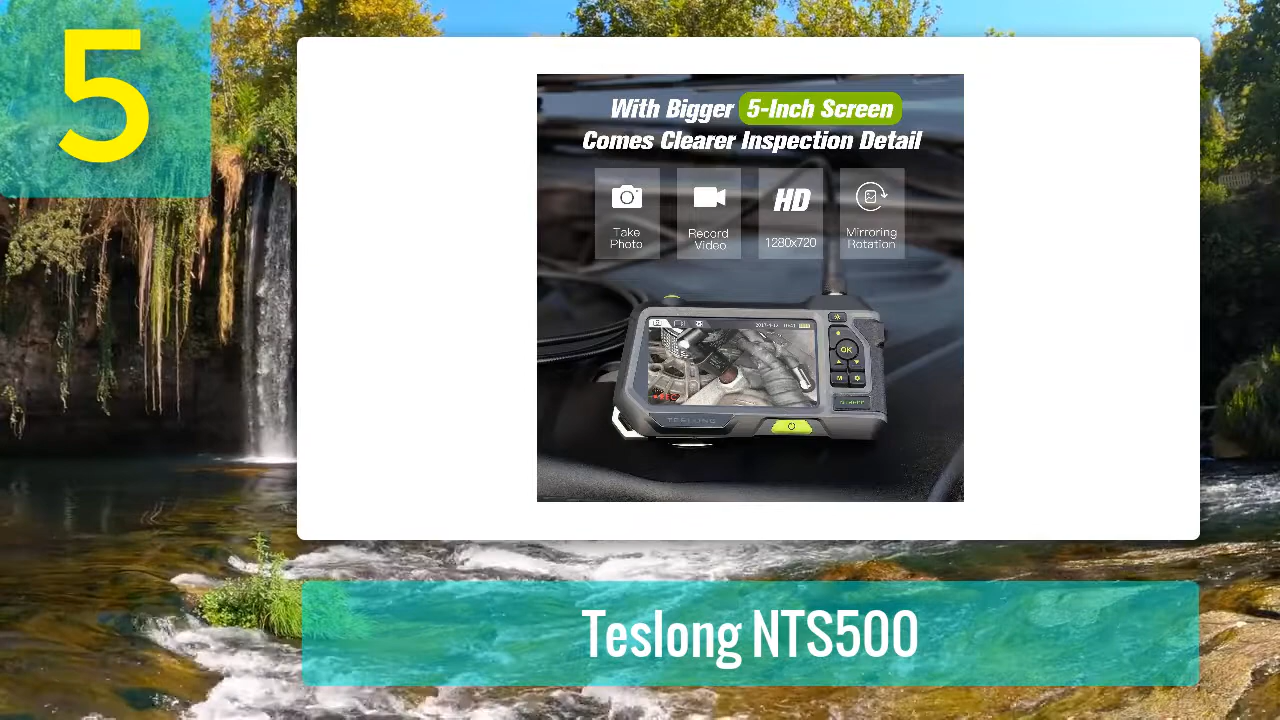 5
With Bigger 5-Inch Screen
Comes Clearer Inspection Detail
Take
Photo
Record
Video
HD
1280x720
Mirroring
Rotation
OK
M
TESLONG
Teslong NTS500